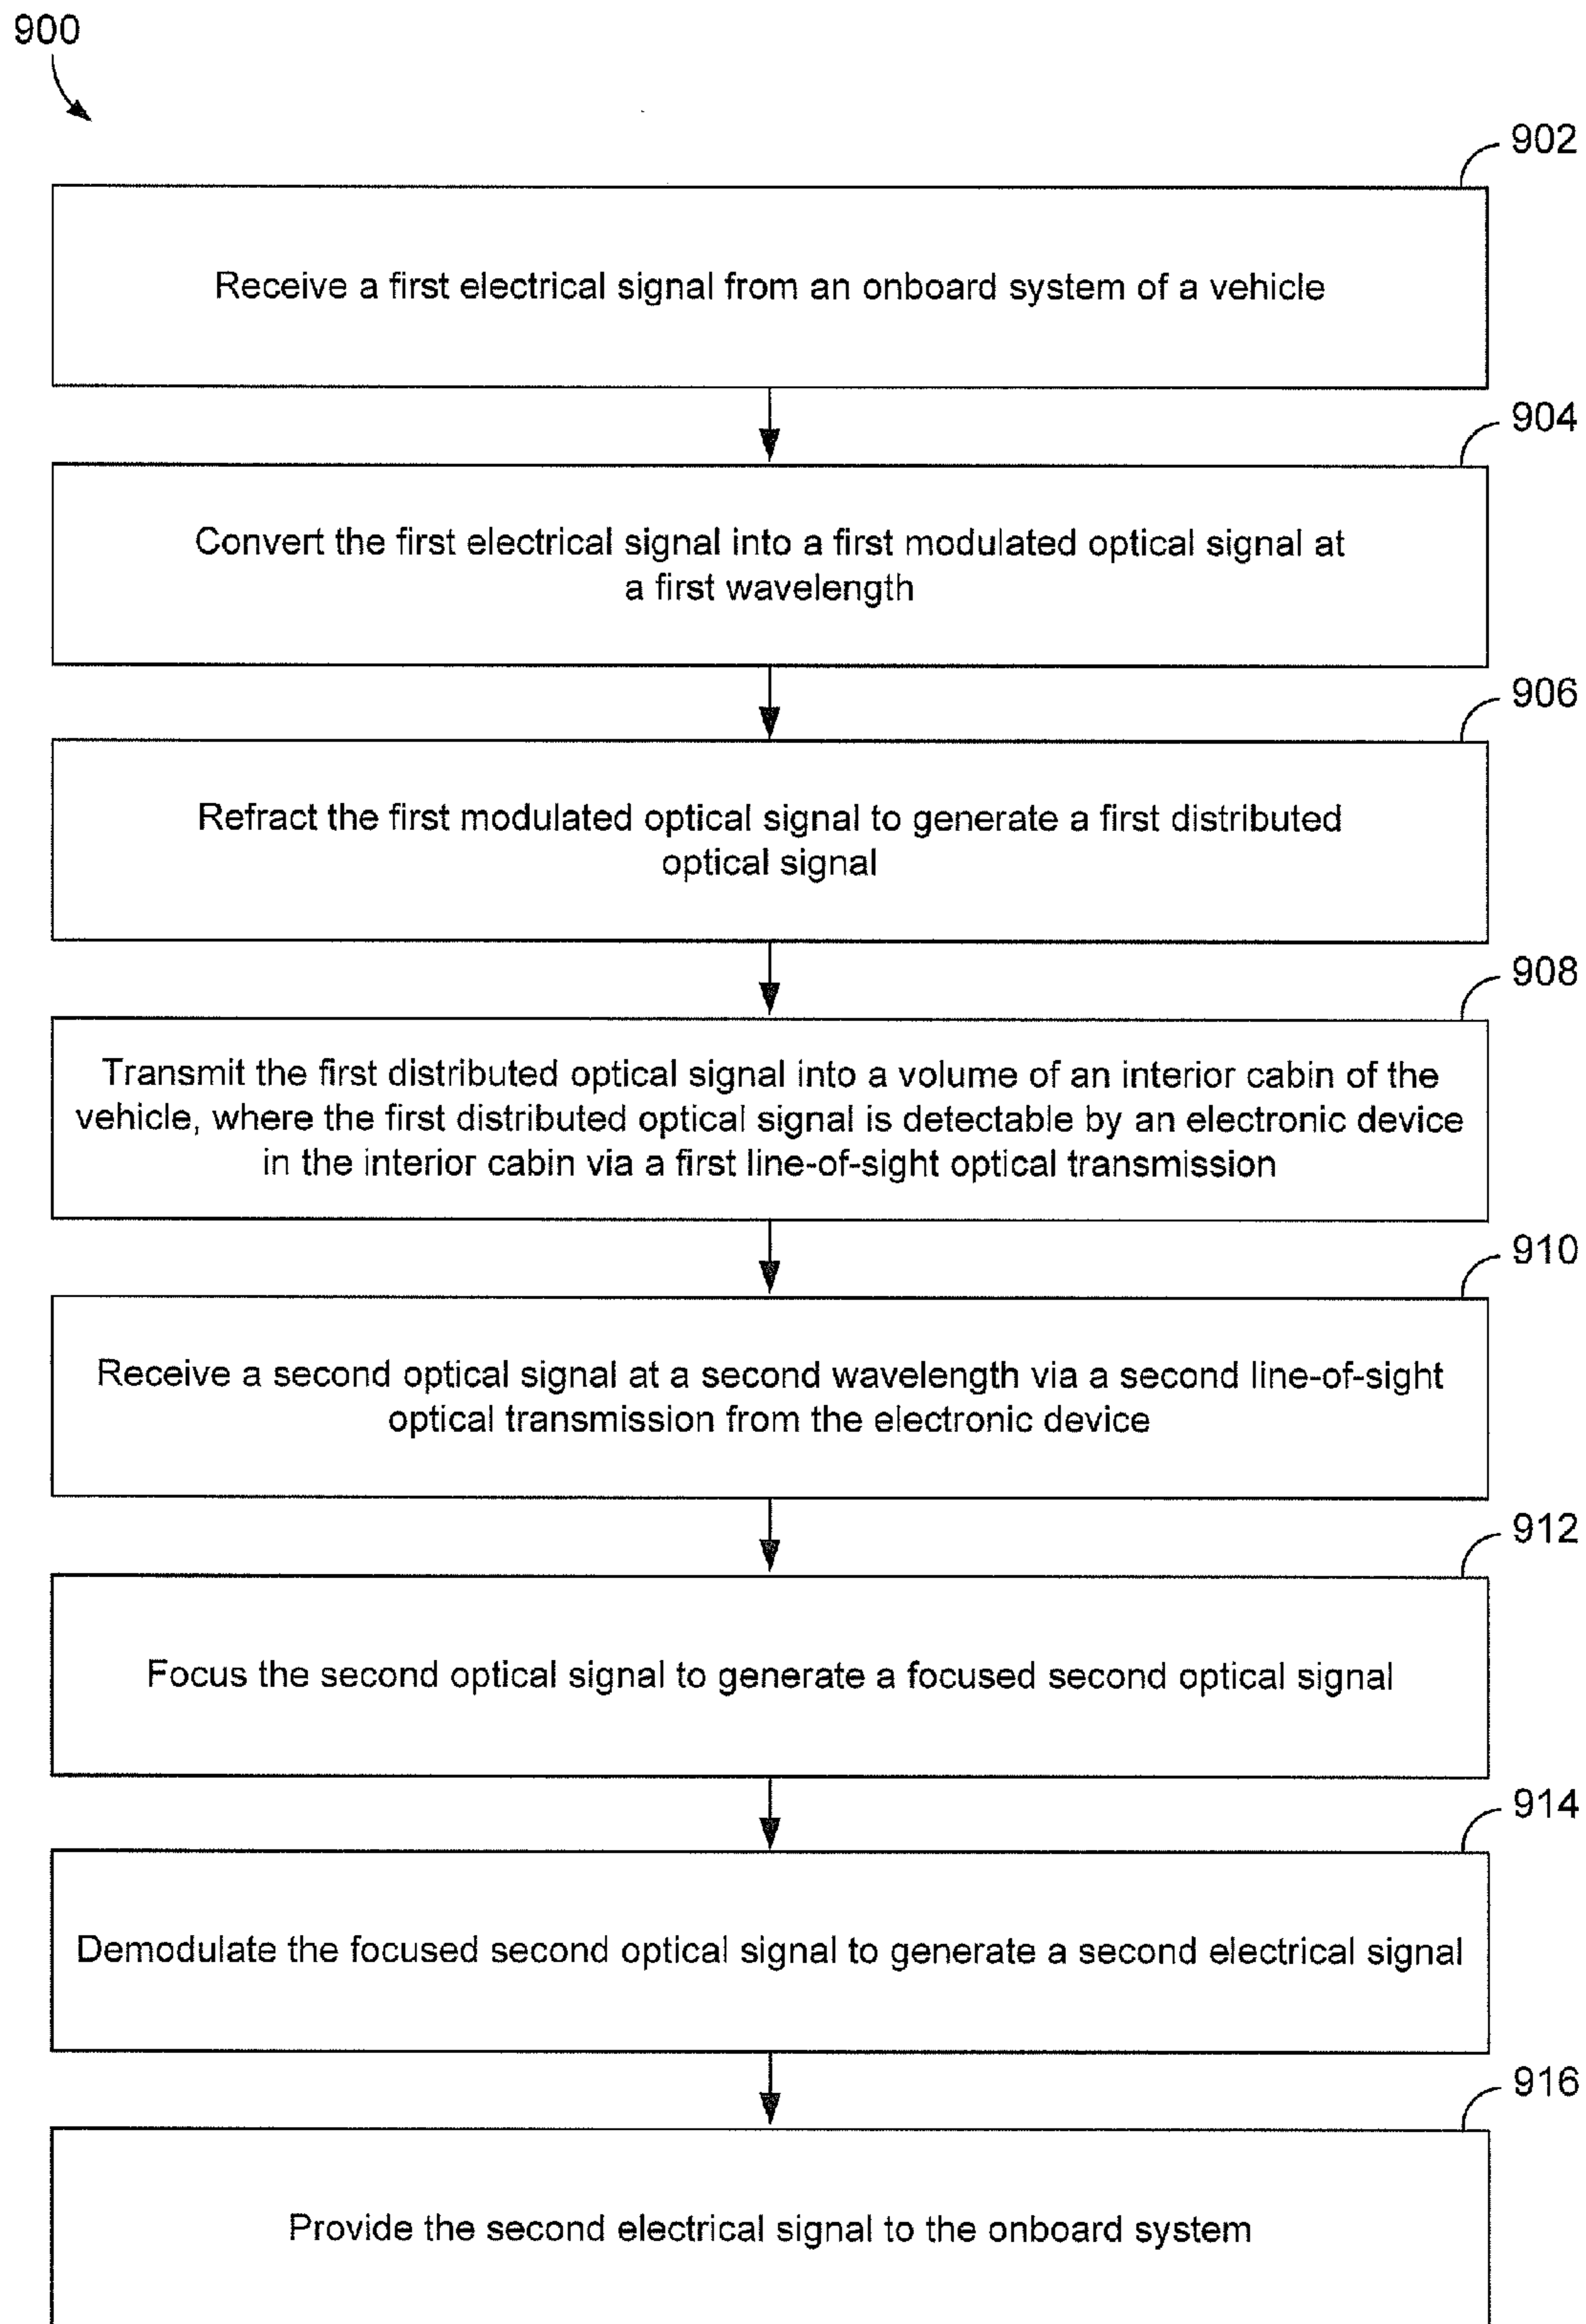 900
902
Receive a first electrical signal from an onboard system of a vehicle
904
Convert the first electrical signal into a first modulated optical signal at
a first wavelength
906
Refract the first modulated optical signal to generate a first distributed
optical signal
908
Transmit the first distributed optical signal into a volume of an interior cabin of the
vehicle, where the first distributed optical signal is detectable by an electronic device
in the interior cabin via a first line-of-sight optical transmission
910
Receive a second optical signal at a second wavelength via a second line-of-sight
optical transmission from the electronic device
912
Focus the second optical signal to generate a focused second optical signal
914
Demodulate the focused second optical signal to generate a second electrical signal
916
Provide the second electrical signal to the onboard system